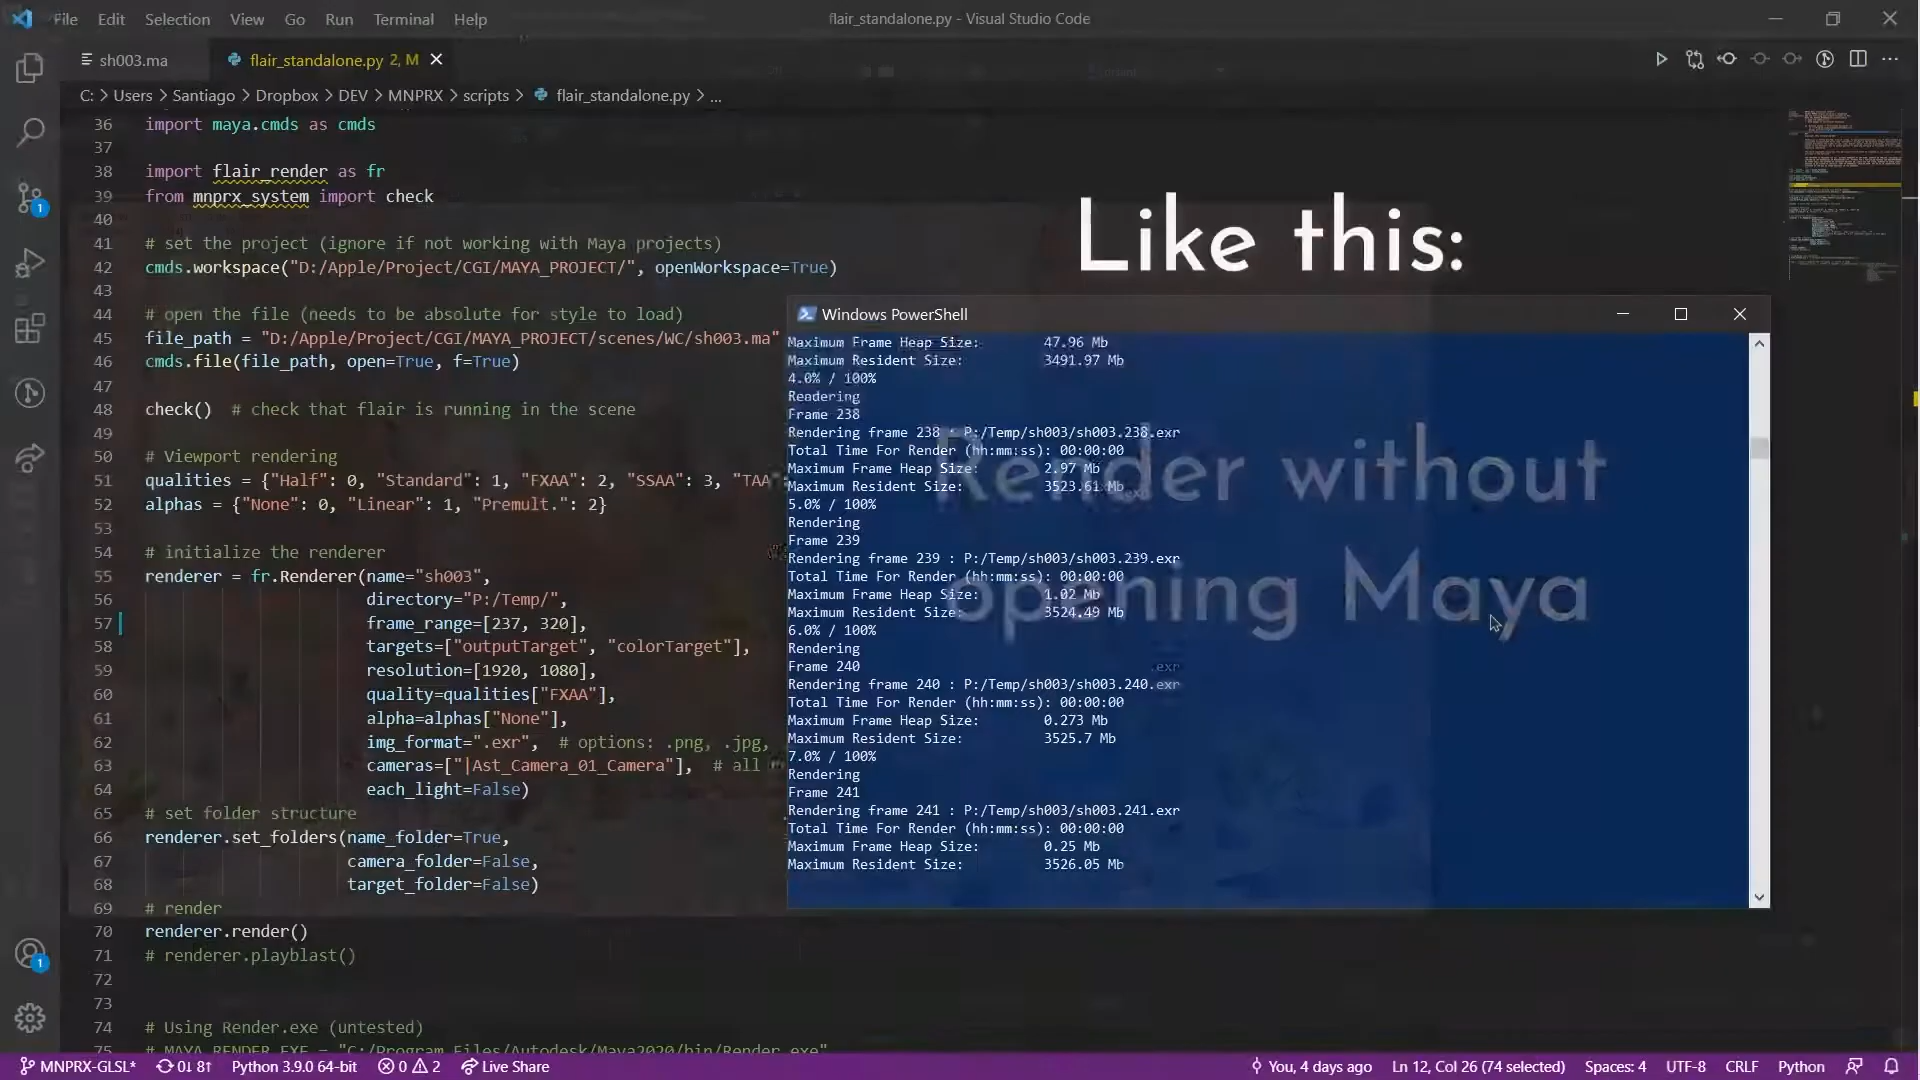 File Edit Selection View Go Run Terminal Help
flair_standalone.py - Visual Studio Code
sh003.ma
flair_standalone.py 2, M
C: > Users > Santiago > Dropbox > DEV > MNPRX > scripts > flair_standalone.py > ...
36 import maya.cmds as cmds
37
38 import flair_render as fr
39 from mnprx_system import check
40
41 # set the project (ignore if not working with Maya projects)
42 cmds.workspace("D:/Apple/Project/CGI/MAYA_PROJECT/", openWorkspace=True)
43
44 # open the file (needs to be absolute for style to load)
45 file_path = "D:/Apple/Project/CGI/MAYA_PROJECT/scenes/WC/sh003.ma"
46 cmds.file(file_path, open=True, f=True)
47
48 check()  # check that flair is running in the scene
49
50 # Viewport rendering
51 qualities = {"Half": 0, "Standard": 1, "FXAA": 2, "SSAA": 3, "TAA"
52 alphas = {"None": 0, "Linear": 1, "Premult.": 2}
53
54 # initialize the renderer
55 renderer = fr.Renderer(name="sh003",
56 directory="P:/Temp/",
57 frame_range=[237, 320],
58 targets=["outputTarget", "colorTarget"],
59 resolution=[1920, 1080],
60 quality=qualities["FXAA"],
61 alpha=alphas["None"],
62 img_format=".exr",  # options: .png, .jpg,
63 cameras=["|Ast_Camera_01_Camera"],  # all
64 each_light=False)
65 # set folder structure
66 renderer.set_folders(name_folder=True,
67 camera_folder=False,
68 target_folder=False)
69 # render
70 renderer.render()
71 # renderer.playblast()
72
73
74 # Using Render.exe (untested)
75 # MAYA_RENDER_EXE = "C:/Program Files/Autodesk/Maya2020/bin/Render.exe"
Like this:
Render without
opening Maya
Windows PowerShell
Maximum Frame Heap Size: 47.96 Mb
Maximum Resident Size: 3491.97 Mb
4.0% / 100%
Rendering
Frame 238
Rendering frame 238 : P:/Temp/sh003/sh003.238.exr
Total Time For Render (hh:mm:ss): 00:00:00
Maximum Frame Heap Size: 2.97 Mb
Maximum Resident Size: 3523.61 Mb
5.0% / 100%
Rendering
Frame 239
Rendering frame 239 : P:/Temp/sh003/sh003.239.exr
Total Time For Render (hh:mm:ss): 00:00:00
Maximum Frame Heap Size: 1.02 Mb
Maximum Resident Size: 3524.49 Mb
6.0% / 100%
Rendering
Frame 240
Rendering frame 240 : P:/Temp/sh003/sh003.240.exr
Total Time For Render (hh:mm:ss): 00:00:00
Maximum Frame Heap Size: 0.273 Mb
Maximum Resident Size: 3525.7 Mb
7.0% / 100%
Rendering
Frame 241
Rendering frame 241 : P:/Temp/sh003/sh003.241.exr
Total Time For Render (hh:mm:ss): 00:00:00
Maximum Frame Heap Size: 0.25 Mb
Maximum Resident Size: 3526.05 Mb
MNPRX-GLSL* 0↓ 8↑ Python 3.9.0 64-bit 0 2 Live Share
You, 4 days ago Ln 12, Col 26 (74 selected) Spaces: 4 UTF-8 CRLF Python